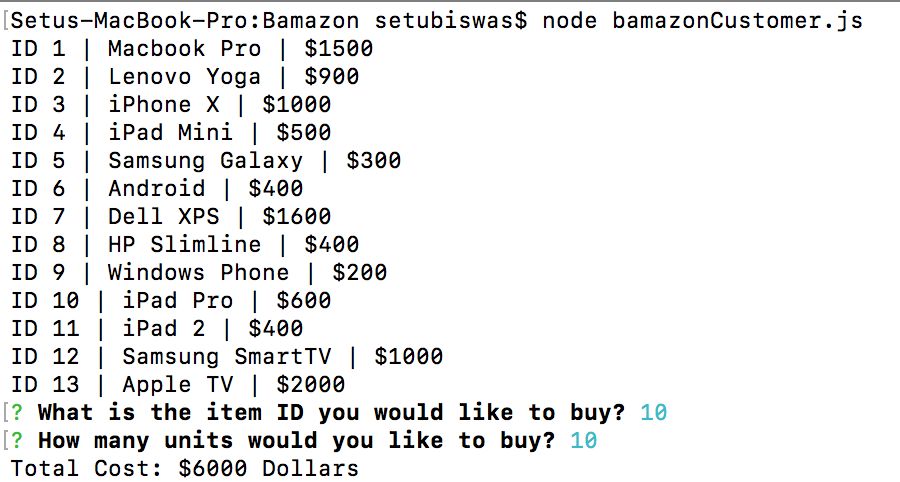 [Setus-MacBook-Pro:Bamazon setubiswas$ node bamazonCustomer.js
ID 1 | Macbook Pro | $1500
ID 2 | Lenovo Yoga | $900
ID 3 | iPhone X | $1000
ID 4 | iPad Mini | $500
ID 5 | Samsung Galaxy | $300
ID 6 | Android | $400
ID 7 | Dell XPS | $1600
ID 8 | HP Slimline | $400
ID 9 | Windows Phone | $200
ID 10 | iPad Pro | $600
ID 11 | iPad 2 | $400
ID 12 | Samsung SmartTV | $1000
ID 13 | Apple TV | $2000
[? What is the item ID you would like to buy? 10
[? How many units would you like to buy? 10
Total Cost: $6000 Dollars